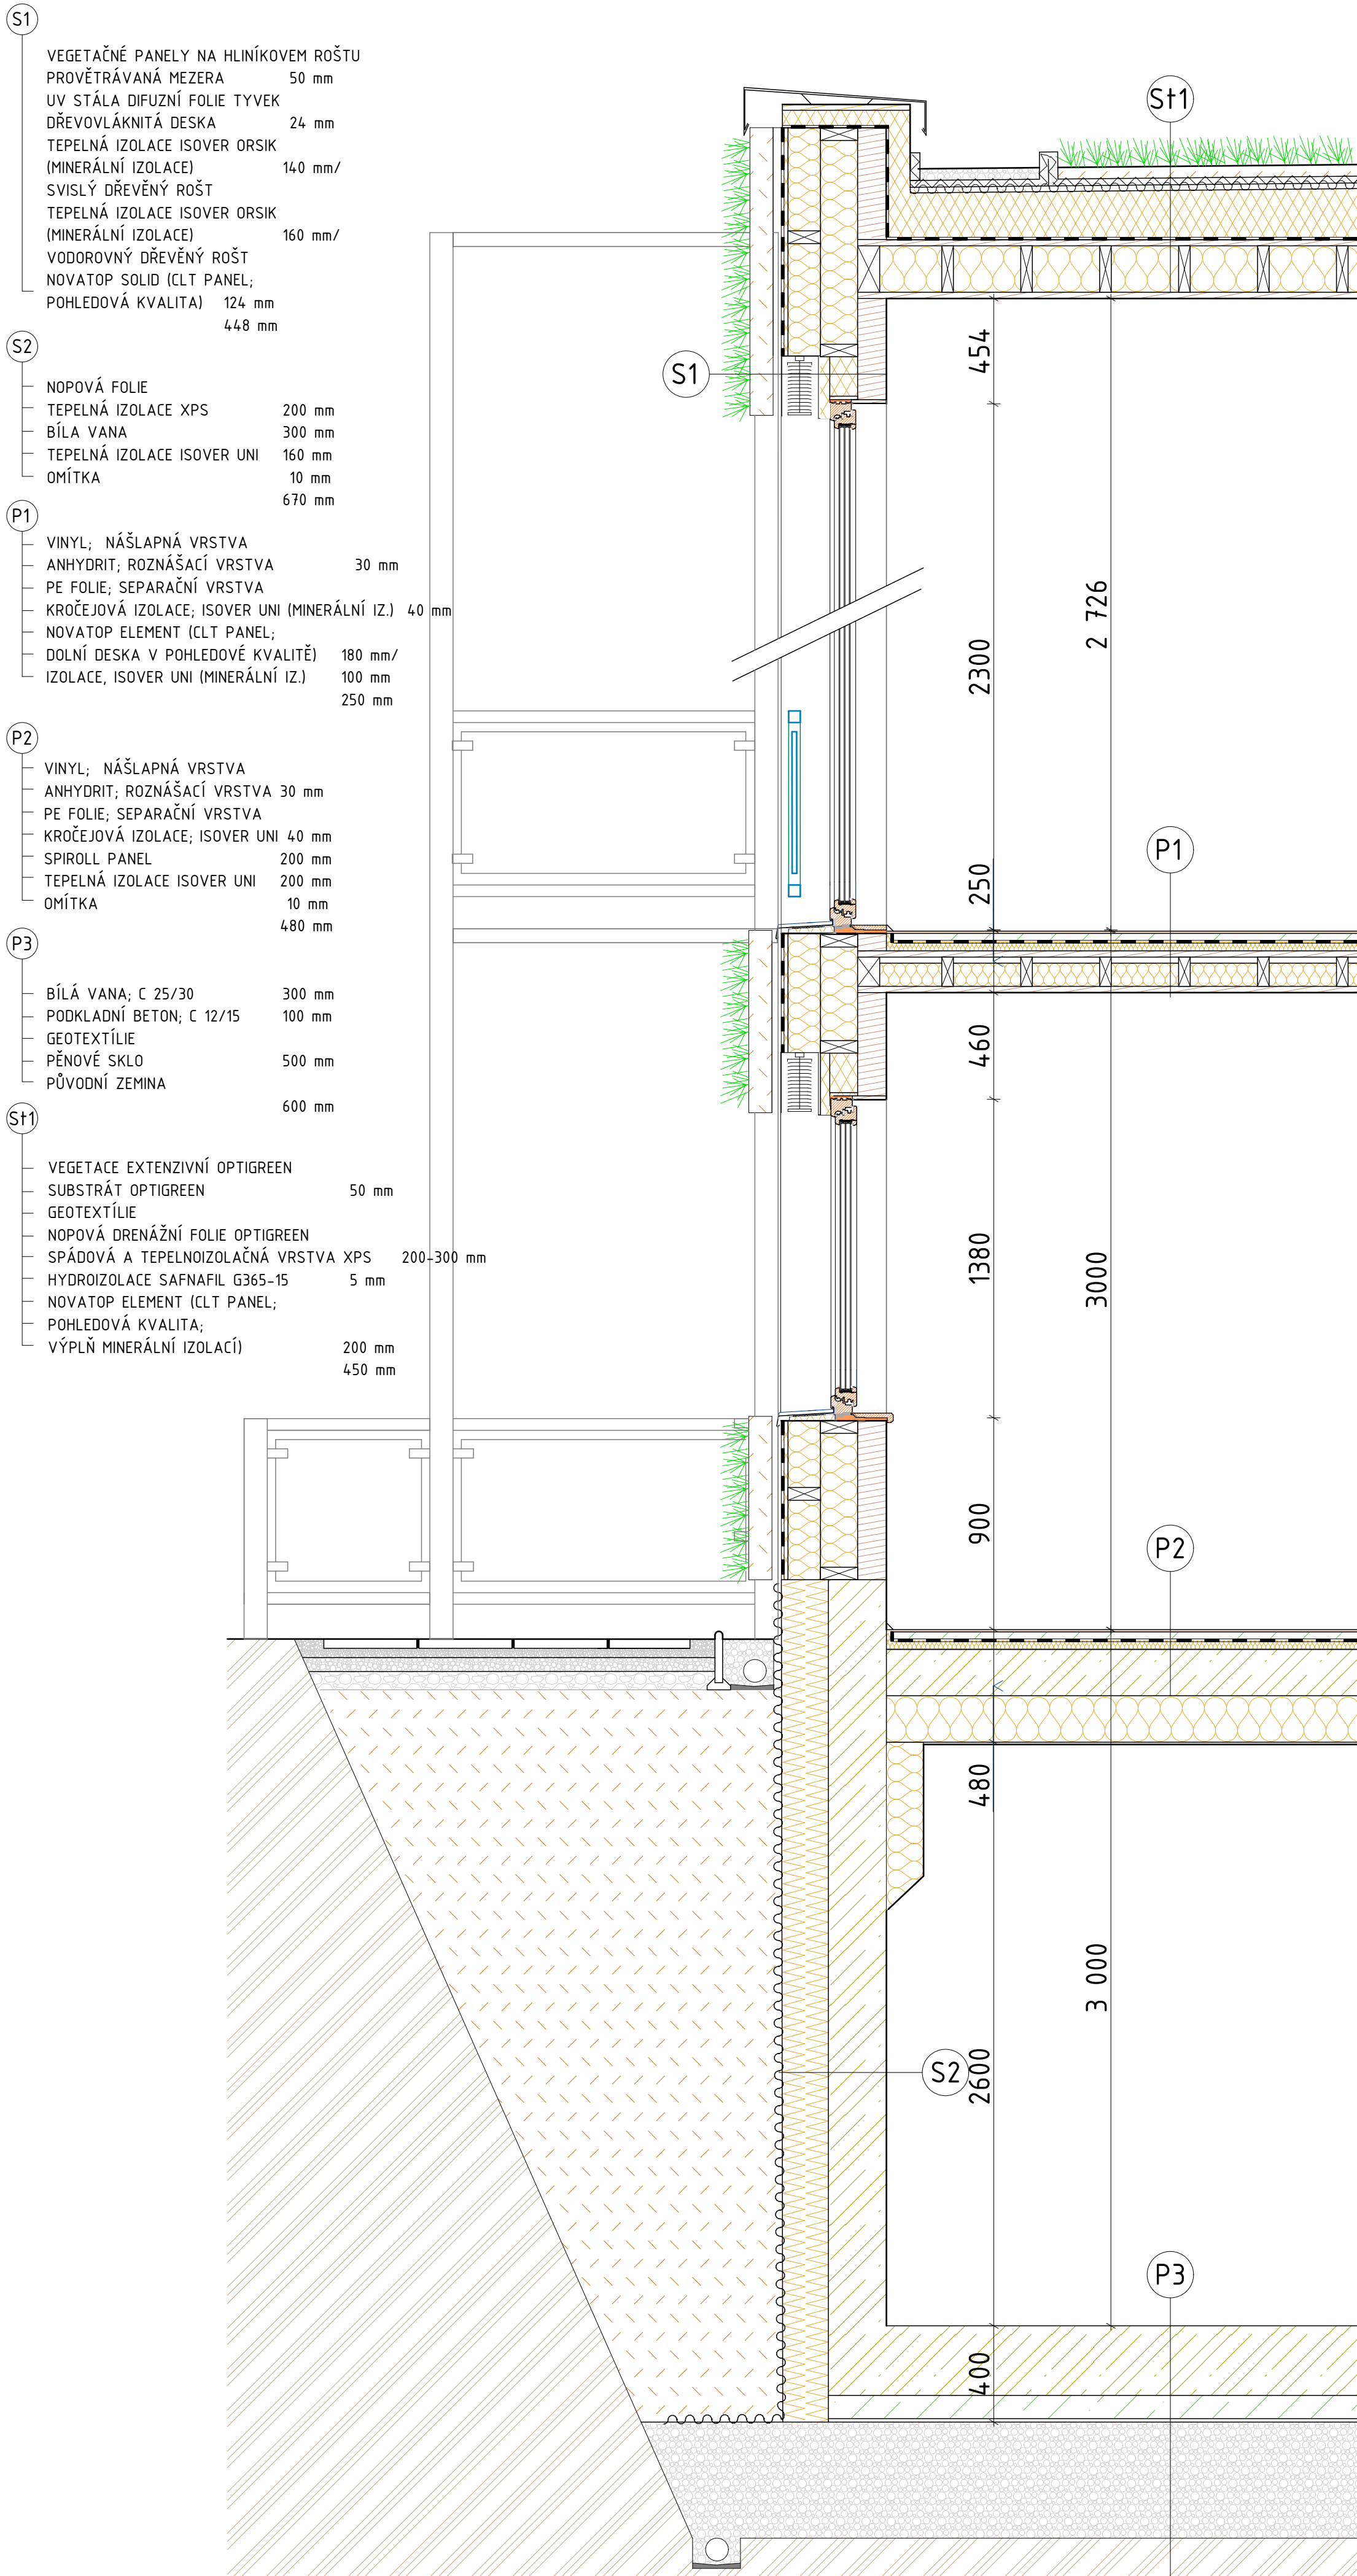 S1
VEGETAČNÉ PANELY NA HLINÍKOVEM ROŠTU
PROVĚTRÁVANÁ MEZERA 50 mm
UV STÁLA DIFUZNÍ FOLIE TYVEK
DŘEVOVLÁKNITÁ DESKA 24 mm
TEPELNÁ IZOLACE ISOVER ORSIK
(MINERÁLNÍ IZOLACE) 140 mm/
SVISLÝ DŘEVĚNÝ ROŠT
TEPELNÁ IZOLACE ISOVER ORSIK
(MINERÁLNÍ IZOLACE) 160 mm/
VODOROVNÝ DŘEVĚNÝ ROŠT
NOVATOP SOLID (CLT PANEL;
POHLEDOVÁ KVALITA) 124 mm
448 mm
S2
NOPOVÁ FOLIE
TEPELNÁ IZOLACE XPS 200 mm
BÍLA VANA 300 mm
TEPELNÁ IZOLACE ISOVER UNI 160 mm
OMÍTKA 10 mm
670 mm
P1
VINYL; NÁŠLAPNÁ VRSTVA
ANHYDRIT; ROZNÁŠACÍ VRSTVA 30 mm
PE FOLIE; SEPARAČNÍ VRSTVA
KROČEJOVÁ IZOLACE; ISOVER UNI (MINERÁLNÍ IZ.) 40 mm
NOVATOP ELEMENT (CLT PANEL;
DOLNÍ DESKA V POHLEDOVÉ KVALITĚ) 180 mm/
IZOLACE, ISOVER UNI (MINERÁLNÍ IZ.) 100 mm
250 mm
P2
VINYL; NÁŠLAPNÁ VRSTVA
ANHYDRIT; ROZNÁŠACÍ VRSTVA 30 mm
PE FOLIE; SEPARAČNÍ VRSTVA
KROČEJOVÁ IZOLACE; ISOVER UNI 40 mm
SPIROLL PANEL 200 mm
TEPELNÁ IZOLACE ISOVER UNI 200 mm
OMÍTKA 10 mm
480 mm
P3
BÍLÁ VANA; C 25/30 300 mm
PODKLADNÍ BETON; C 12/15 100 mm
GEOTEXTÍLIE
PĚNOVÉ SKLO 500 mm
PŮVODNÍ ZEMINA
600 mm
St1
VEGETACE EXTENZIVNÍ OPTIGREEN
SUBSTRÁT OPTIGREEN 50 mm
GEOTEXTÍLIE
NOPOVÁ DRENÁŽNÍ FOLIE OPTIGREEN
SPÁDOVÁ A TEPELNOIZOLAČNÁ VRSTVA XPS 200-300 mm
HYDROIZOLACE SAFNAFIL G365-15 5 mm
NOVATOP ELEMENT (CLT PANEL;
POHLEDOVÁ KVALITA;
VÝPLŇ MINERÁLNÍ IZOLACÍ) 200 mm
450 mm
St1
S1
454
2 726
2300
P1
250
460
1380
3000
900
P2
480
3 000
S2
2600
P3
400